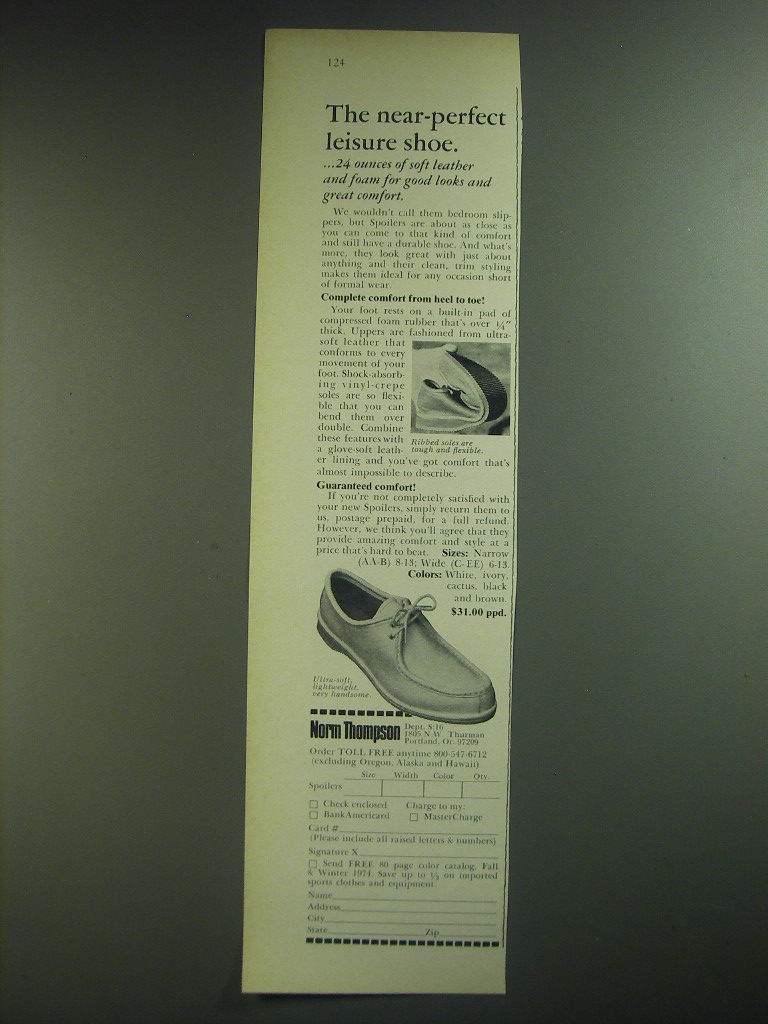 124
The near-perfect
leisure shoe.
...24 ounces of soft leather
and foam for good looks and
great comfort.
We wouldn't call them bedroom slip-
pers, but Spoilers are about as close as
you can come to that kind of comfort
and still have a durable shoe. And what's
more, they look great with just about
anything and their clean, trim styling
makes them ideal for any occasion short
of formal wear.
Complete comfort from heel to toe!
Your foot rests on a built-in pad of
compressed foam rubber that's over 1/4"
thick. Uppers are fashioned from ultra-
soft leather that
conforms to every
movement of your
foot. Shock-absorb-
ing vinyl-crepe
soles are so flexi-
ble that you can
bend them over
double. Combine
these features with
a glove-soft leath-
er lining and you've got comfort that's
almost impossible to describe.
Ribbed soles are
tough and flexible.
Guaranteed comfort!
If you're not completely satisfied with
your new Spoilers, simply return them to
us, postage prepaid, for a full refund.
However, we think you'll agree that they
provide amazing comfort and style at a
price that's hard to beat. Sizes: Narrow
(AA-B) 8-13; Wide (C-EE) 6-13.
Colors: White, ivory,
cactus, black
and brown.
$31.00 ppd.
Ultra-soft,
lightweight,
very handsome.
Norm Thompson
Dept. S-16
1805 N.W. Thurman
Portland, Or. 97209
Order TOLL FREE anytime 800-547-6712
(excluding Oregon, Alaska and Hawaii)
Size Width Color Qty.
Spoilers
Check enclosed Charge to my:
BankAmericard MasterCharge
Card #
(Please include all raised letters & numbers)
Signature X
Send FREE 80 page color catalog, Fall
& Winter 1974. Save up to 1/3 on imported
sports clothes and equipment.
Name
Address
City
State Zip